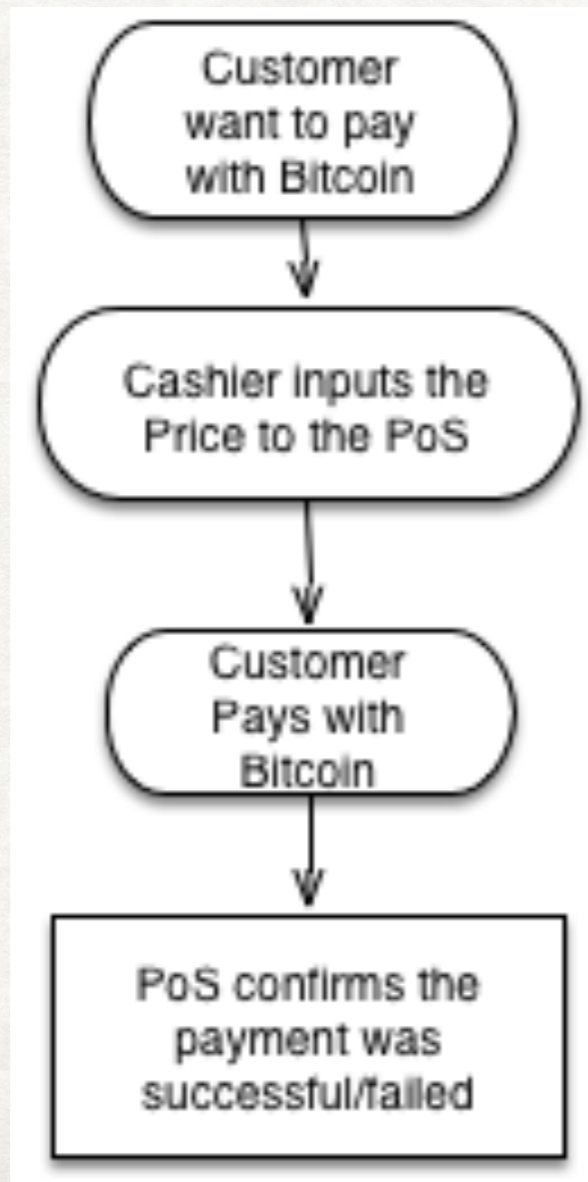 Customer
want to pay
with Bitcoin
Cashier inputs the
Price to the PoS
Customer
Pays with
Bitcoin
PoS confirms the
payment was
successful/failed